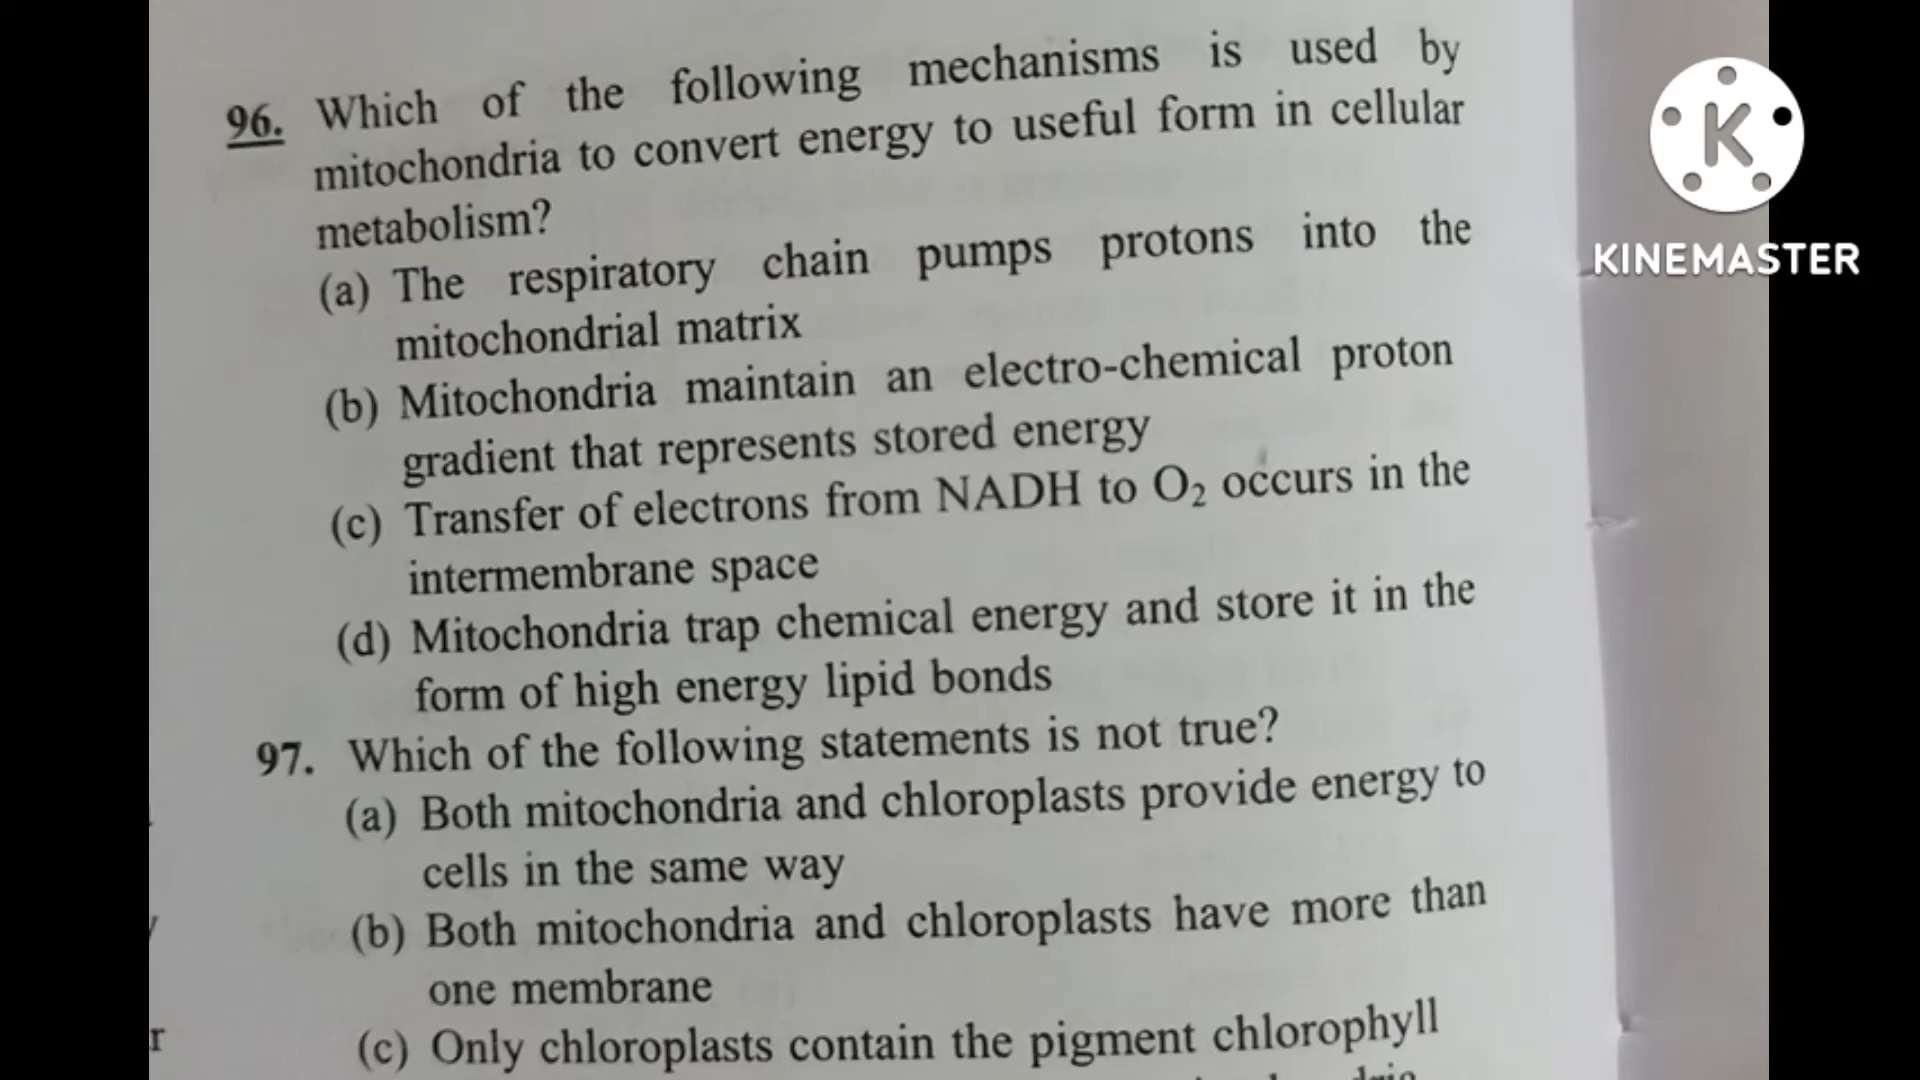 96. Which of the following mechanisms is used by
mitochondria to convert energy to useful form in cellular
metabolism?
(a) The respiratory chain pumps protons into the
mitochondrial matrix
(b) Mitochondria maintain an electro-chemical proton
gradient that represents stored energy
(c) Transfer of electrons from NADH to O₂ occurs in the
intermembrane space
(d) Mitochondria trap chemical energy and store it in the
form of high energy lipid bonds
97. Which of the following statements is not true?
(a) Both mitochondria and chloroplasts provide energy to
cells in the same way
(b) Both mitochondria and chloroplasts have more than
one membrane
(c) Only chloroplasts contain the pigment chlorophyll
K
KINEMASTER